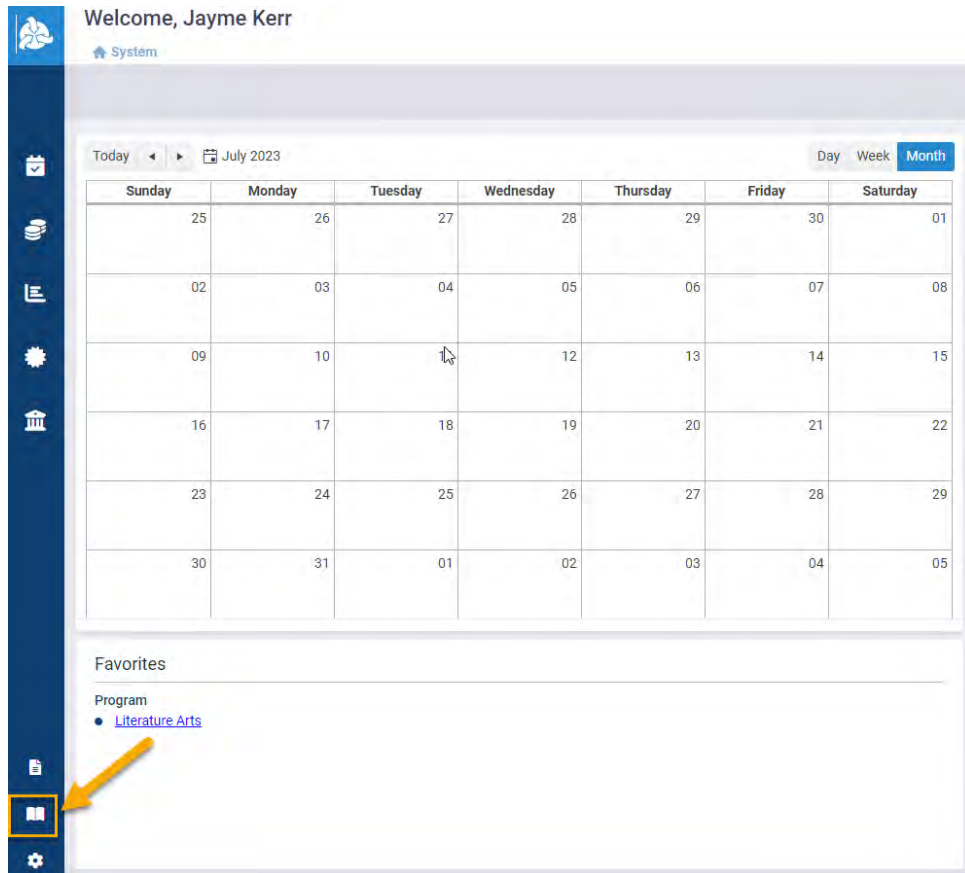 Welcome, Jayme Kerr
System
Today July 2023 Day Week Month
Sunday Monday Tuesday Wednesday Thursday Friday Saturday
25 26 27 28 29 30 01
02 03 04 05 06 07 08
09 10 12 13 14 15
16 17 18 19 20 21 22
23 24 25 26 27 28 29
30 31 01 02 03 04 05
Favorites
Program
Literature Arts